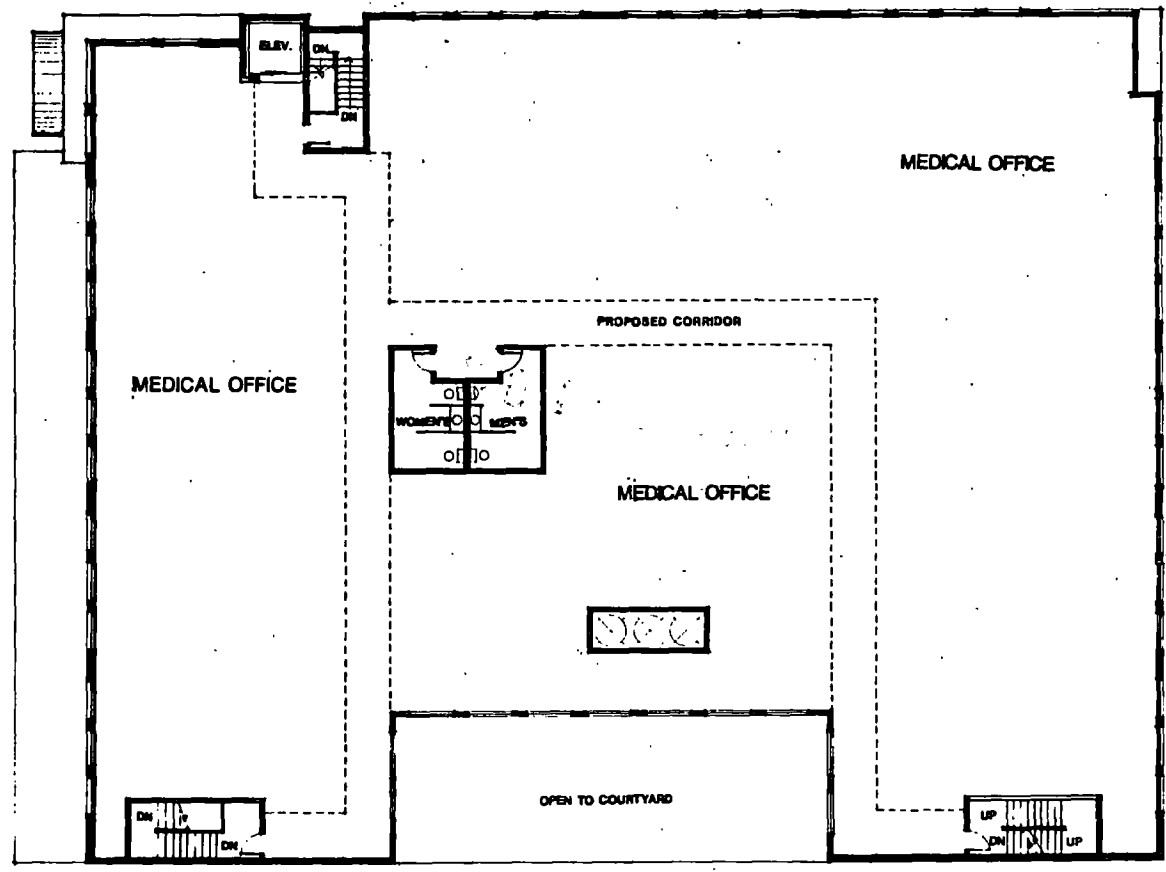 ELEV.
DN
DN
MEDICAL OFFICE
PROPOSED CORRIDOR
MEDICAL OFFICE
WOMEN'S
MEN'S
MEDICAL OFFICE
OPEN TO COURTYARD
DN
DN
UP
DN
UP